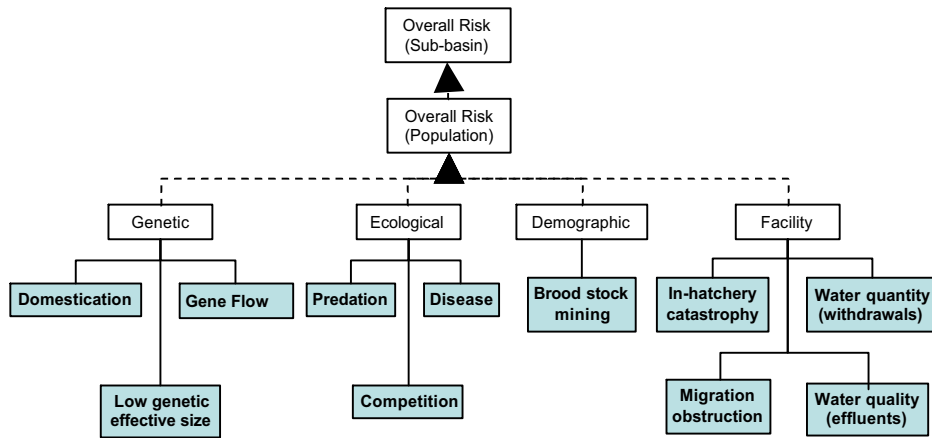 Overall Risk
(Sub-basin)
Overall Risk
(Population)
Genetic
Ecological
Demographic
Facility
Domestication
Gene Flow
Predation
Disease
Brood stock
mining
In-hatchery
catastrophy
Water quantity
(withdrawals)
Low genetic
effective size
Competition
Migration
obstruction
Water quality
(effluents)